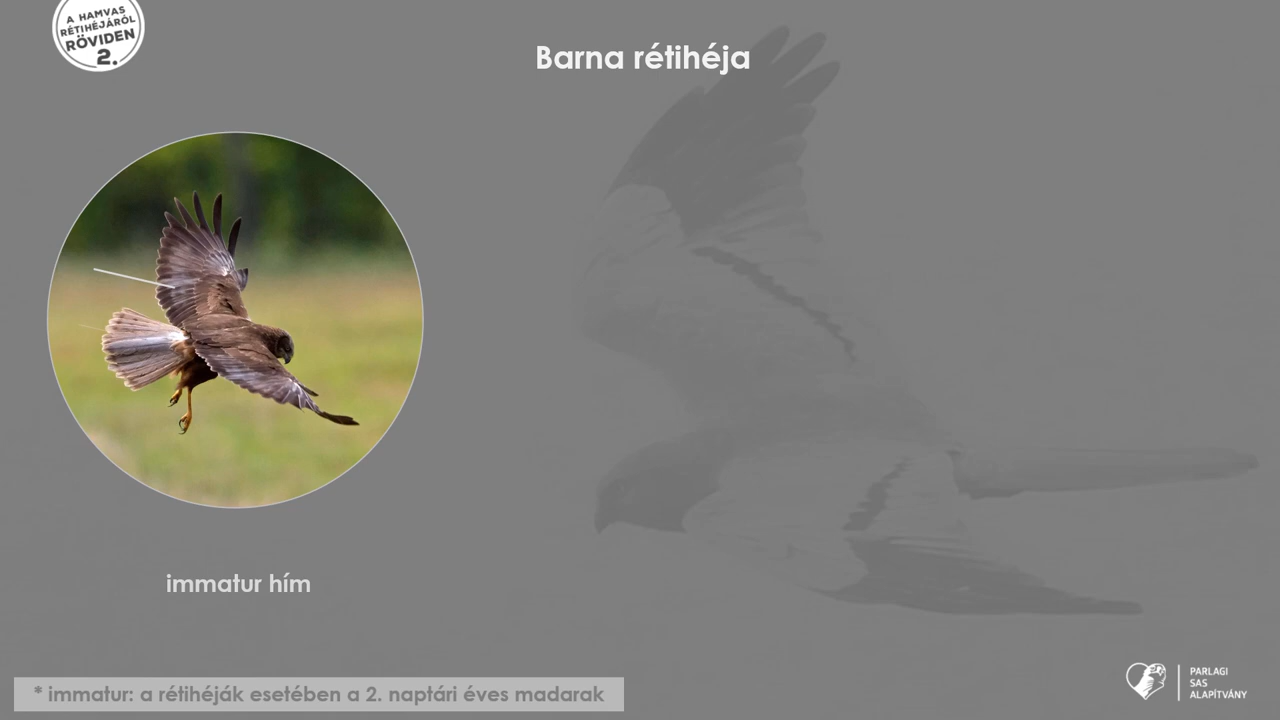 A HAMVAS
RÉTIHÉJÁRÓL
RÖVIDEN
2.
Barna rétihéja
immatur hím
* immatur: a rétihéják esetében a 2. naptári éves madarak
PARLAGI
SAS
ALAPÍTVÁNY